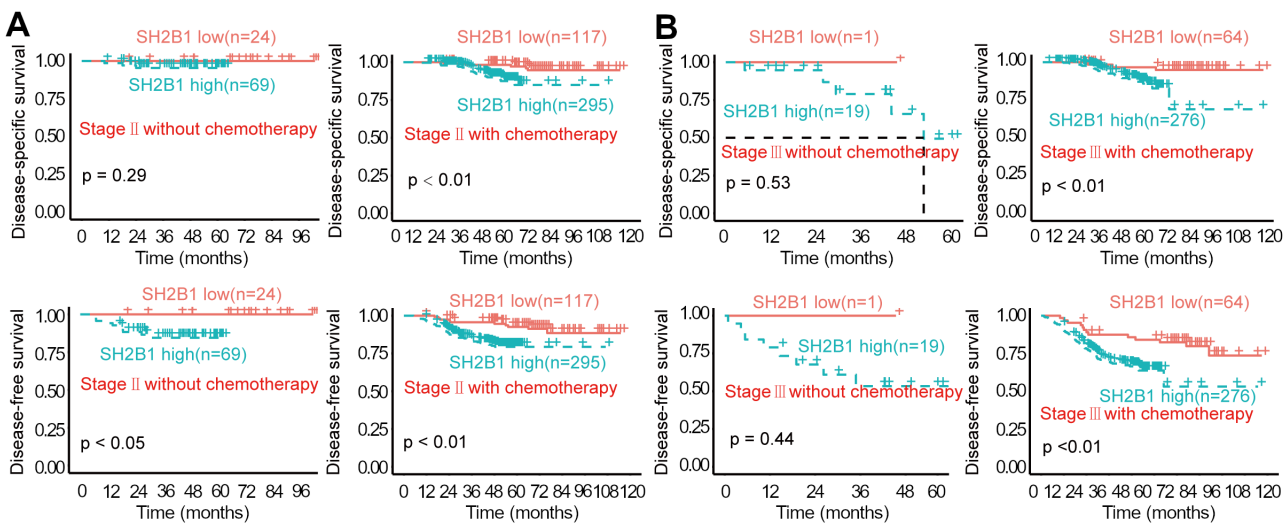 A
Disease-specific survival
SH2B1 low(n=24)
1.00
0.75
0.50
0.25
0.00
SH2B1 high(n=69)
Stage Ⅱ without chemotherapy
p = 0.29
0 12 24 36 48 60 72 84 96
Time (months)
Disease-specific survival
SH2B1 low(n=117)
1.00
0.75
0.50
0.25
0.00
SH2B1 high(n=295)
Stage Ⅱ with chemotherapy
p < 0.01
0 12 24 36 48 60 72 84 96 108 120
Time (months)
B
Disease-specific survival
SH2B1 low(n=1)
1.00
0.75
0.50
0.25
0.00
SH2B1 high(n=19)
Stage Ⅲ without chemotherapy
p = 0.53
0 12 24 36 48 60
Time (months)
Disease-specific survival
SH2B1 low(n=64)
1.00
0.75
0.50
0.25
0.00
SH2B1 high(n=276)
Stage Ⅲ with chemotherapy
p < 0.01
0 12 24 36 48 60 72 84 96 108 120
Time (months)
Disease-free survival
SH2B1 low(n=24)
1.00
0.75
0.50
0.25
0.00
SH2B1 high(n=69)
Stage Ⅱ without chemotherapy
p < 0.05
0 12 24 36 48 60 72 84 96
Time (months)
Disease-free survival
SH2B1 low(n=117)
1.00
0.75
0.50
0.25
0.00
SH2B1 high(n=295)
Stage Ⅱ with chemotherapy
p < 0.01
0 12 24 36 48 60 72 84 96 108 120
Time (months)
Disease-free survival
SH2B1 low(n=1)
1.00
0.75
0.50
0.25
0.00
SH2B1 high(n=19)
Stage Ⅲ without chemotherapy
p = 0.44
0 12 24 36 48 60
Time (months)
Disease-free survival
SH2B1 low(n=64)
1.00
0.75
0.50
0.25
0.00
SH2B1 high(n=276)
Stage Ⅲ with chemotherapy
p <0.01
0 12 24 36 48 60 72 84 96 108 120
Time (months)